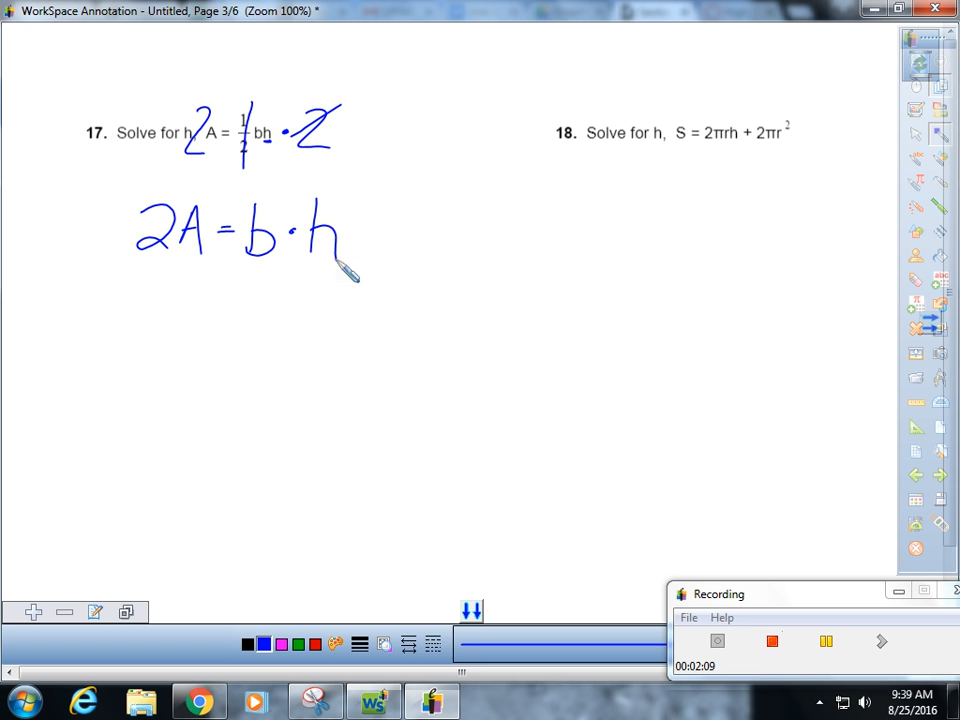 WorkSpace Annotation - Untitled, Page 3/6 (Zoom 100%) *
17. Solve for h, A = 1/2 bh
2 · 2
2A = b · h
18. Solve for h, S = 2πrh + 2πr²
Recording
File Help
00:02:09
9:39 AM
8/25/2016